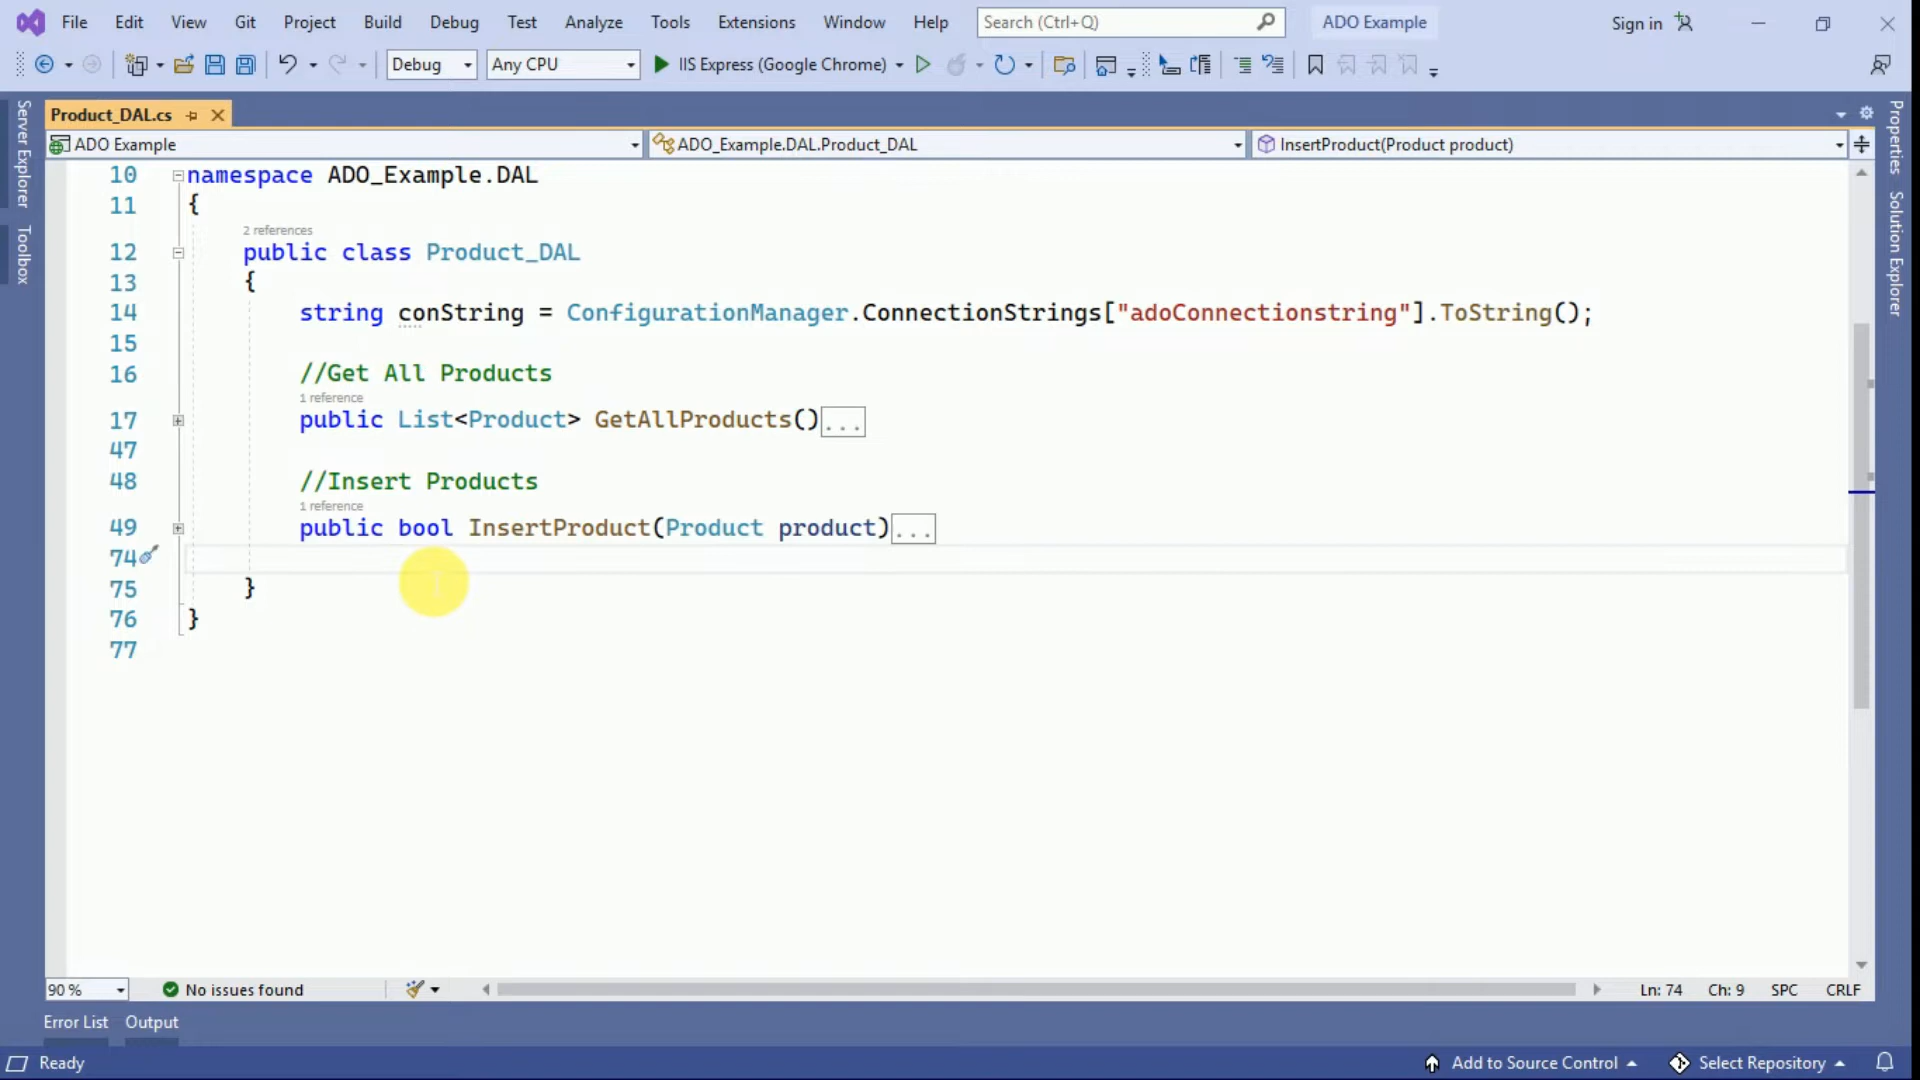 File Edit View Git Project Build Debug Test Analyze Tools Extensions Window Help Search (Ctrl+Q) ADO Example Sign in
Debug Any CPU IIS Express (Google Chrome)
Server Explorer
Toolbox
Product_DAL.cs
ADO Example ADO_Example.DAL.Product_DAL InsertProduct(Product product)
10 namespace ADO_Example.DAL
11 {
2 references
12 public class Product_DAL
13 {
14 string conString = ConfigurationManager.ConnectionStrings["adoConnectionstring"].ToString();
15
16 //Get All Products
1 reference
17 public List<Product> GetAllProducts()...
47
48 //Insert Products
1 reference
49 public bool InsertProduct(Product product)...
74
75 }
76 }
77
Properties
Solution Explorer
90 % No issues found Ln: 74 Ch: 9 SPC CRLF
Error List Output
Ready Add to Source Control Select Repository